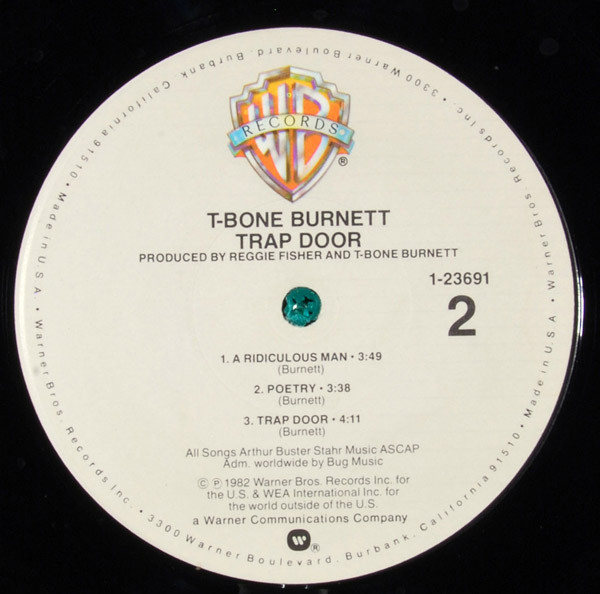 WB
RECORDS
®
T-BONE BURNETT
TRAP DOOR
PRODUCED BY REGGIE FISHER AND T-BONE BURNETT
1-23691
2
1. A RIDICULOUS MAN • 3:49
(Burnett)
2. POETRY • 3:38
(Burnett)
3. TRAP DOOR • 4:11
(Burnett)
All Songs Arthur Buster Stahr Music ASCAP
Adm. worldwide by Bug Music
© ℗ 1982 Warner Bros. Records Inc. for
the U.S. & WEA International Inc. for
the world outside of the U.S.
a Warner Communications Company
W ®
Made in U.S.A. • Warner Bros. Records Inc. • 3300 Warner Boulevard. Burbank. California 91510 • Made in U.S.A. • Warner Bros Records Inc. • 3300 Warner Boulevard Burbank California 91510 •